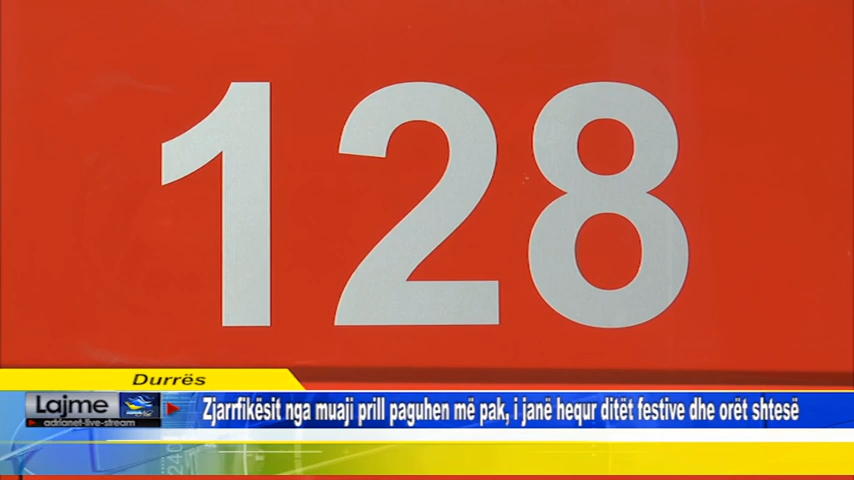 128
Durrës
Lajme
Zjarrfikësit nga muaji prill paguhen më pak, i janë hequr ditët festive dhe orët shtesë
adrianet-live-stream